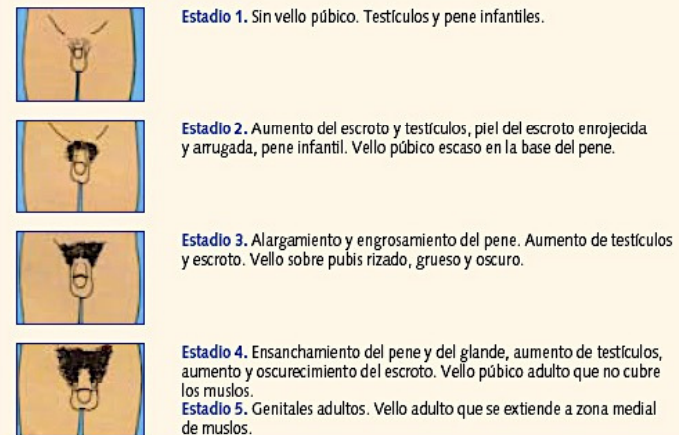 Estadio 1. Sin vello púbico. Testículos y pene infantiles.
Estadio 2. Aumento del escroto y testículos, piel del escroto enrojecida
y arrugada, pene infantil. Vello púbico escaso en la base del pene.
Estadio 3. Alargamiento y engrosamiento del pene. Aumento de testículos
y escroto. Vello sobre pubis rizado, grueso y oscuro.
Estadio 4. Ensanchamiento del pene y del glande, aumento de testículos,
aumento y oscurecimiento del escroto. Vello púbico adulto que no cubre
los muslos.
Estadio 5. Genitales adultos. Vello adulto que se extiende a zona medial
de muslos.